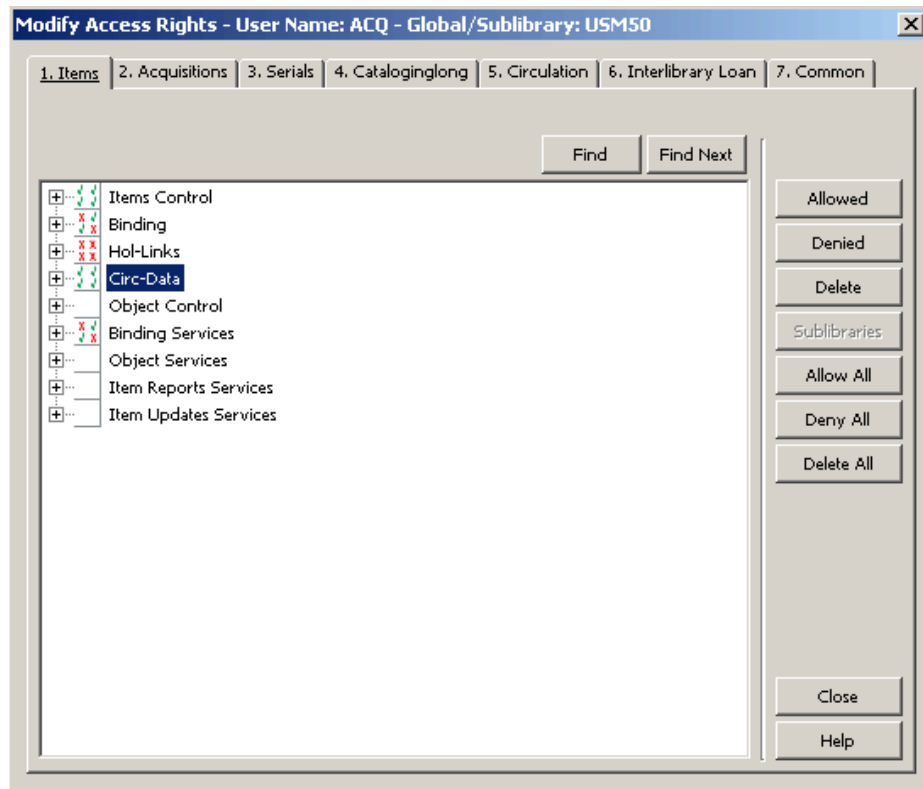 Modify Access Rights - User Name: ACQ - Global/Sublibrary: USM50
1. Items 2. Acquisitions 3. Serials 4. Cataloginglong 5. Circulation 6. Interlibrary Loan 7. Common
Find Find Next
Items Control
Binding
Hol-Links
Circ-Data
Object Control
Binding Services
Object Services
Item Reports Services
Item Updates Services
Allowed
Denied
Delete
Sublibraries
Allow All
Deny All
Delete All
Close
Help